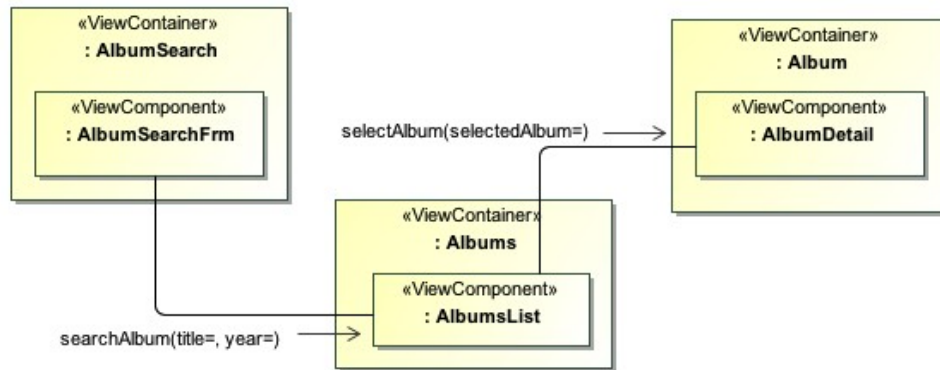 «ViewContainer»
: AlbumSearch
«ViewComponent»
: AlbumSearchFrm
«ViewContainer»
: Album
«ViewComponent»
: AlbumDetail
selectAlbum(selectedAlbum=)
«ViewContainer»
: Albums
«ViewComponent»
: AlbumsList
searchAlbum(title=, year=)